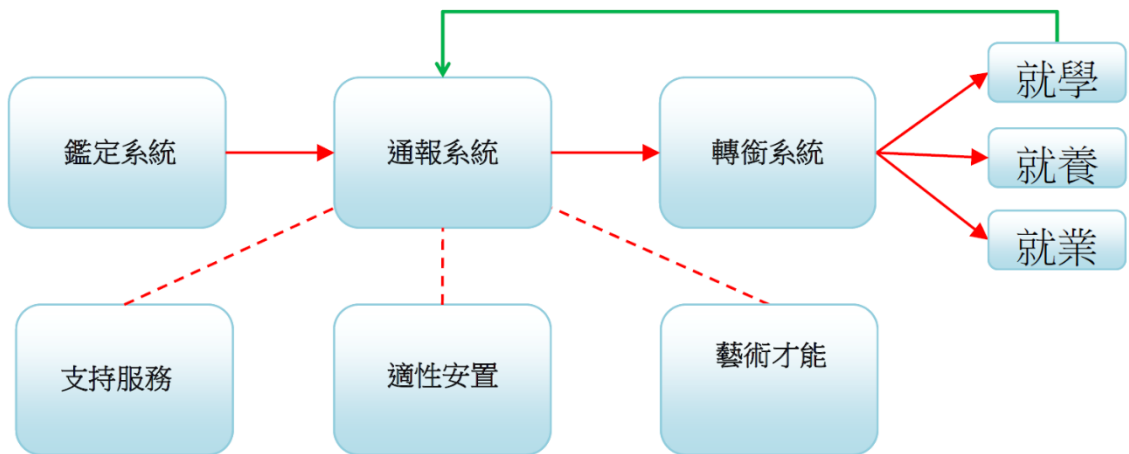 鑑定系統
通報系統
轉銜系統
就學
就養
就業
支持服務
適性安置
藝術才能